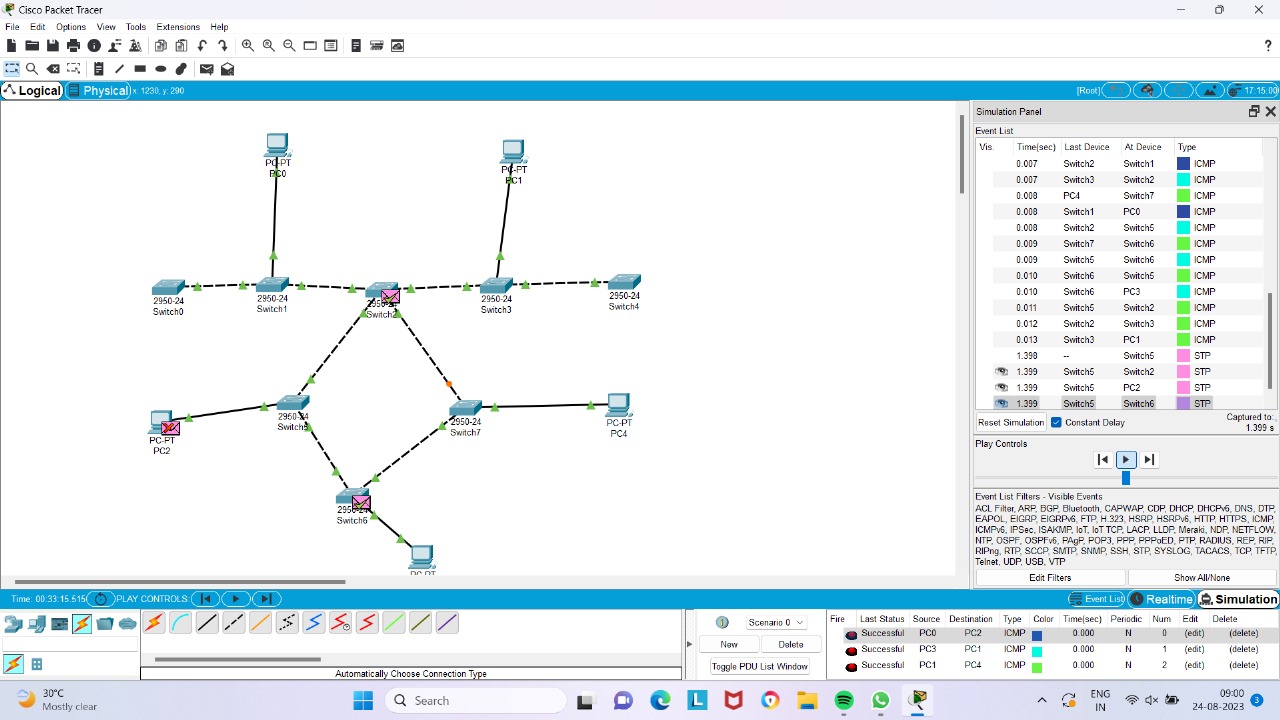 Cisco Packet Tracer
File Edit Options View Tools Extensions Help
Logical Physical x: 1230, y: 290 [Root] 17:15:00
PC-PT
PC0
PC-PT
PC1
2950-24
Switch0
2950-24
Switch1
2950-24
Switch2
2950-24
Switch3
2950-24
Switch4
PC-PT
PC2
2950-24
Switch5
2950-24
Switch7
PC-PT
PC4
2950-24
Switch6
PC-PT
Simulation Panel
Event List
Vis. Time(sec) Last Device At Device Type
0.007 Switch2 Switch1 ICMP
0.007 Switch3 Switch2 ICMP
0.008 PC4 Switch7 ICMP
0.008 Switch1 PC0 ICMP
0.008 Switch2 Switch5 ICMP
0.009 Switch7 Switch6 ICMP
0.009 Switch5 Switch6 ICMP
0.010 Switch6 Switch5 ICMP
0.010 Switch6 PC3 ICMP
0.011 Switch5 Switch2 ICMP
0.012 Switch2 Switch3 ICMP
0.013 Switch3 PC1 ICMP
1.398 -- Switch5 STP
1.399 Switch5 Switch2 STP
1.399 Switch5 PC2 STP
1.399 Switch5 Switch6 STP
Reset Simulation Constant Delay Captured to:
1.399 s
Play Controls
Event List Filters - Visible Events
ACL Filter, ARP, BGP, Bluetooth, CAPWAP, CDP, DHCP, DHCPv6, DNS, DTP,
EAPOL, EIGRP, EIGRPv6, FTP, H.323, HSRP, HSRPv6, HTTP, HTTPS, ICMP,
ICMPv6, IPSec, ISAKMP, IoT, IoT TCP, LACP, LLDP, Meraki, NDP, NETFLOW,
NTP, OSPF, OSPFv6, PAgP, POP3, PPP, PPPoED, PTP, RADIUS, REP, RIP,
RIPng, RTP, SCCP, SMTP, SNMP, SSH, STP, SYSLOG, TACACS, TCP, TFTP,
Telnet, UDP, USB, VTP
Edit Filters Show All/None
Time: 00:33:15.515 PLAY CONTROLS: Event List Realtime Simulation
Automatically Choose Connection Type
Scenario 0
New Delete
Toggle PDU List Window
Fire Last Status Source Destination Type Color Time(sec) Periodic Num Edit Delete
Successful PC0 PC2 ICMP 0.000 N 0 (edit) (delete)
Successful PC3 PC1 ICMP 0.000 N 1 (edit) (delete)
Successful PC1 PC4 ICMP 0.000 N 2 (edit) (delete)
30°C
Mostly clear
Search
ENG
IN
09:00
24-08-2023
3